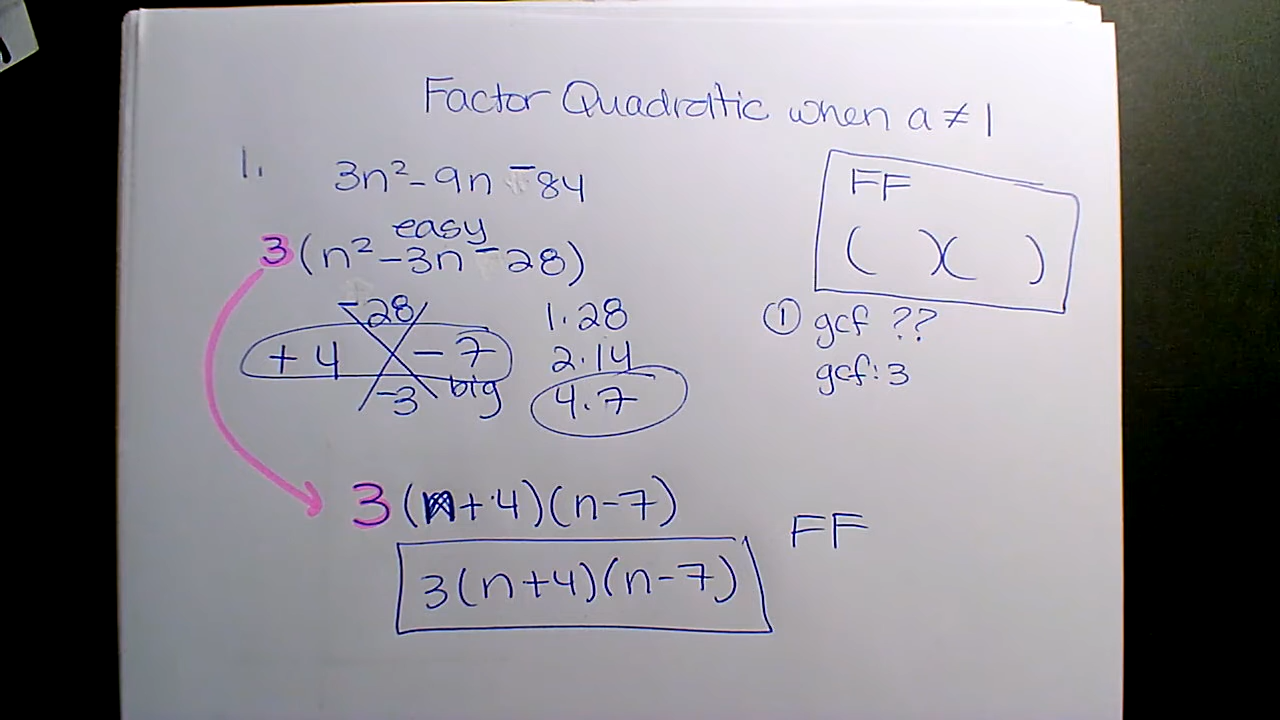 Factor Quadratic when a ≠ 1
1. 3n² - 9n - 84
easy
3(n² - 3n - 28)
-28
+4 -7
-3 big
1·28
2·14
4·7
3(n+4)(n-7)
3(n+4)(n-7)
FF
FF
( )( )
① gcf ??
gcf: 3